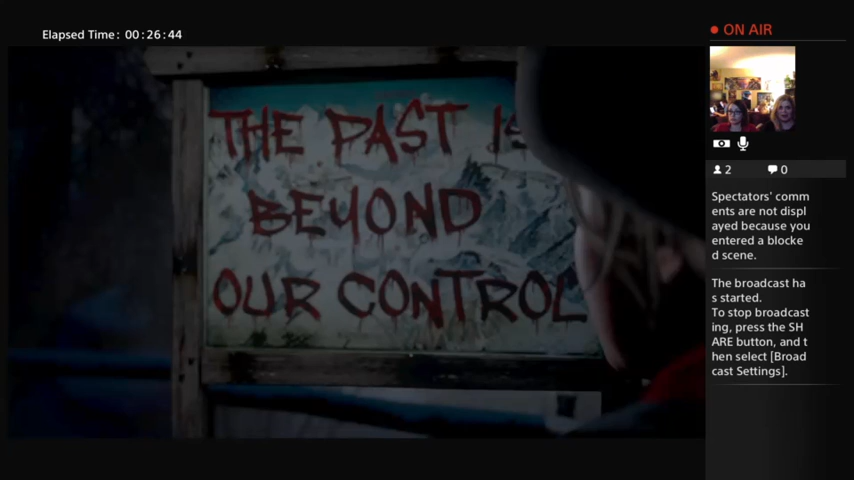 Elapsed Time: 00:26:44
ON AIR
THE PAST IS
BEYOND
OUR CONTROL
2
0
Spectators' comm
ents are not displ
ayed because you
entered a blocke
d scene.
The broadcast ha
s started.
To stop broadcast
ing, press the SH
ARE button, and t
hen select [Broad
cast Settings].